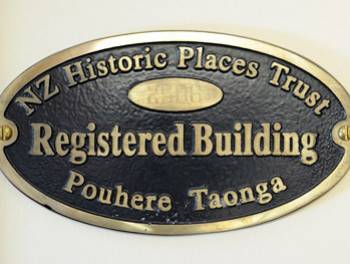 NZ Historic Places Trust
Registered Building
Pouhere Taonga